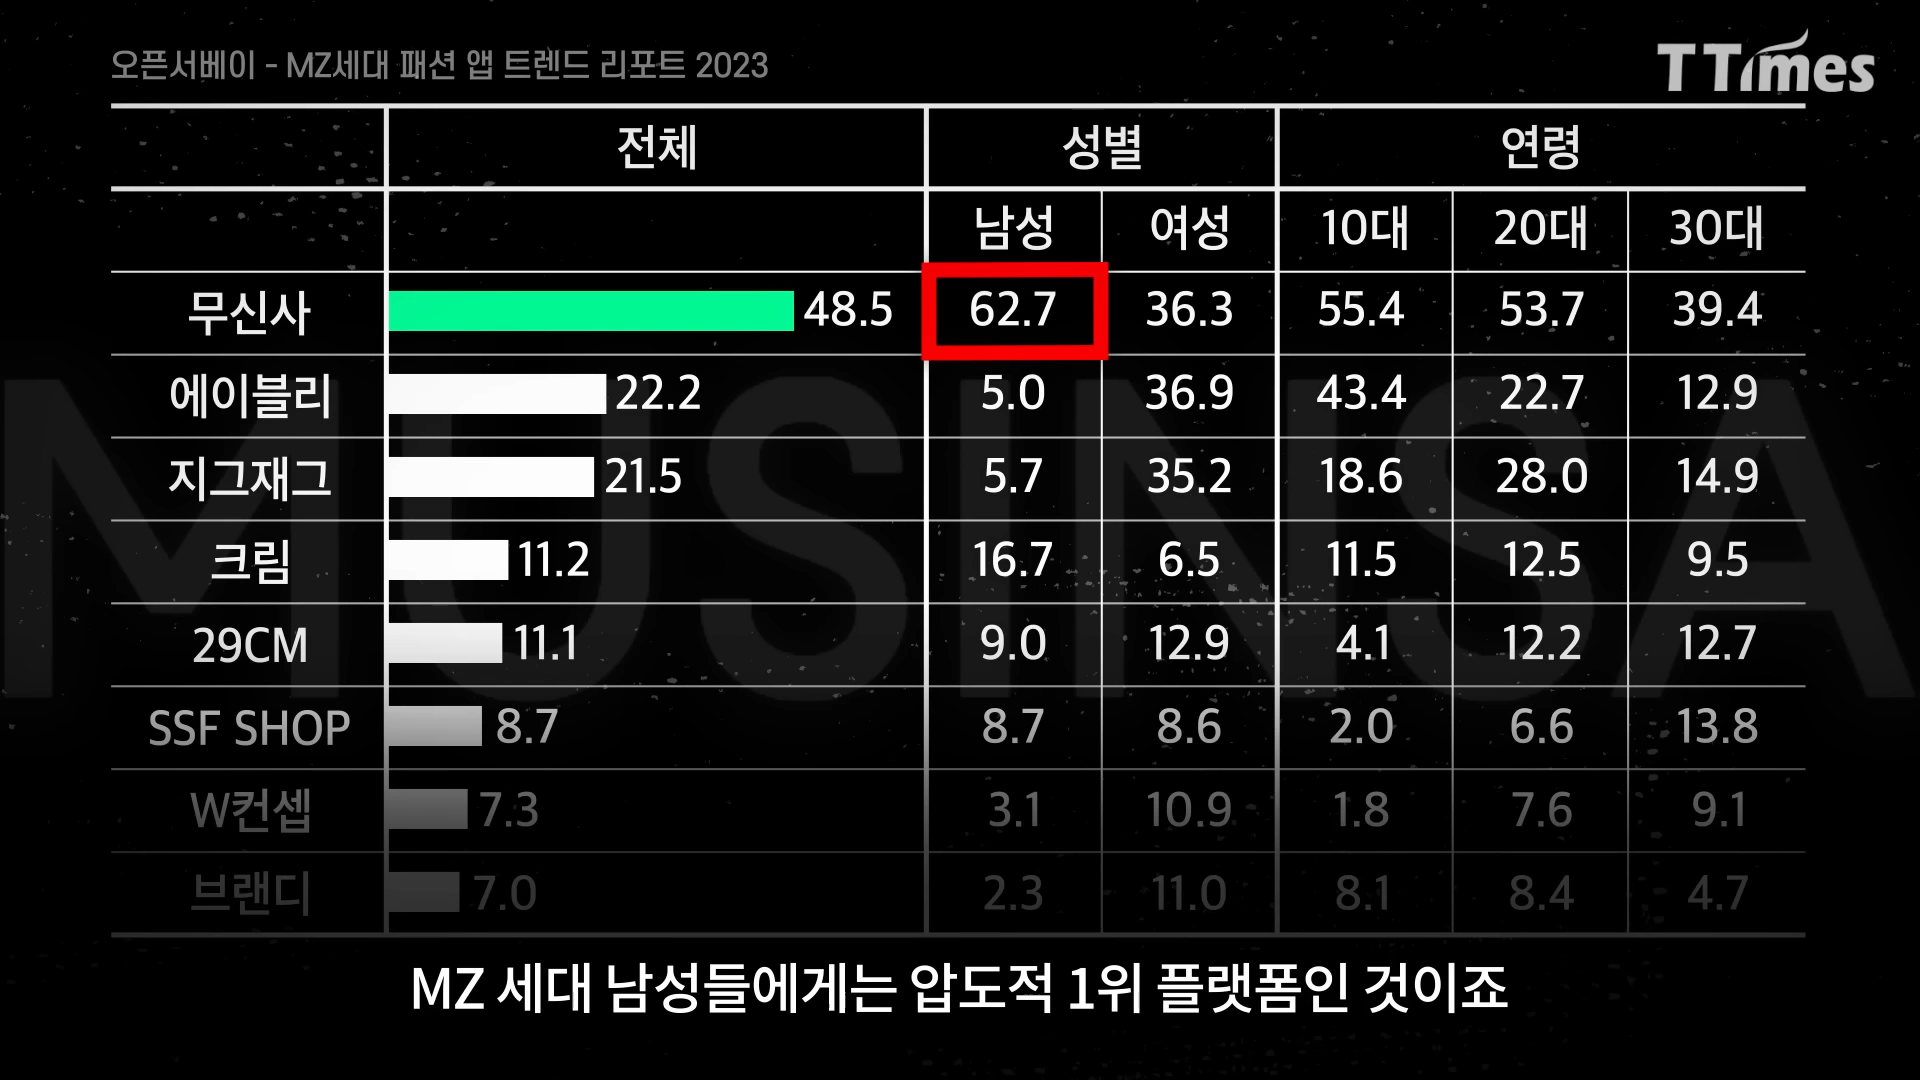 오픈서베이 - MZ세대 패션 앱 트렌드 리포트 2023
TTimes
전체 성별 연령
남성 여성 10대 20대 30대
무신사 48.5 62.7 36.3 55.4 53.7 39.4
에이블리 22.2 5.0 36.9 43.4 22.7 12.9
지그재그 21.5 5.7 35.2 18.6 28.0 14.9
크림 11.2 16.7 6.5 11.5 12.5 9.5
29CM 11.1 9.0 12.9 4.1 12.2 12.7
SSF SHOP 8.7 8.7 8.6 2.0 6.6 13.8
W컨셉 7.3 3.1 10.9 1.8 7.6 9.1
브랜디 7.0 2.3 11.0 8.1 8.4 4.7
MUSINSA
MZ 세대 남성들에게는 압도적 1위 플랫폼인 것이죠